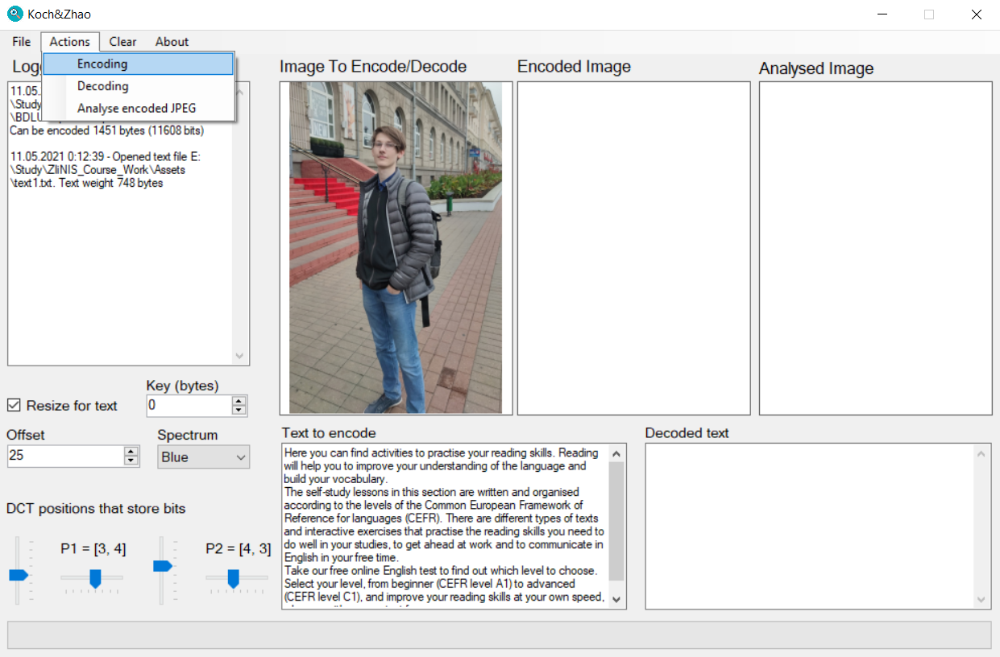 Koch&Zhao
File Actions Clear About
Encoding
Decoding
Analyse encoded JPEG
Image To Encode/Decode
Encoded Image
Analysed Image
11.05.
\Study
Can be encoded 1451 bytes (11608 bits)
11.05.2021 0:12:39 - Opened text file E:
\Study\ZIiNIS_Course_Work\Assets
\text1.txt. Text weight 748 bytes
Key (bytes)
Resize for text
0
Offset
Spectrum
25
Blue
DCT positions that store bits
P1 = [3, 4]
P2 = [4, 3]
Text to encode
Here you can find activities to practise your reading skills. Reading
will help you to improve your understanding of the language and
build your vocabulary.
The self-study lessons in this section are written and organised
according to the levels of the Common European Framework of
Reference for languages (CEFR). There are different types of texts
and interactive exercises that practise the reading skills you need to
do well in your studies, to get ahead at work and to communicate in
English in your free time.
Take our free online English test to find out which level to choose.
Select your level, from beginner (CEFR level A1) to advanced
(CEFR level C1), and improve your reading skills at your own speed,
Decoded text